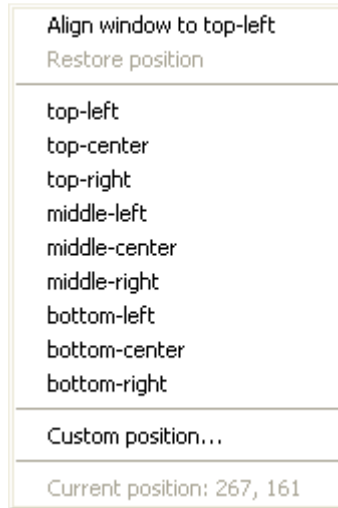 Align window to top-left
Restore position
top-left
top-center
top-right
middle-left
middle-center
middle-right
bottom-left
bottom-center
bottom-right
Custom position...
Current position: 267, 161